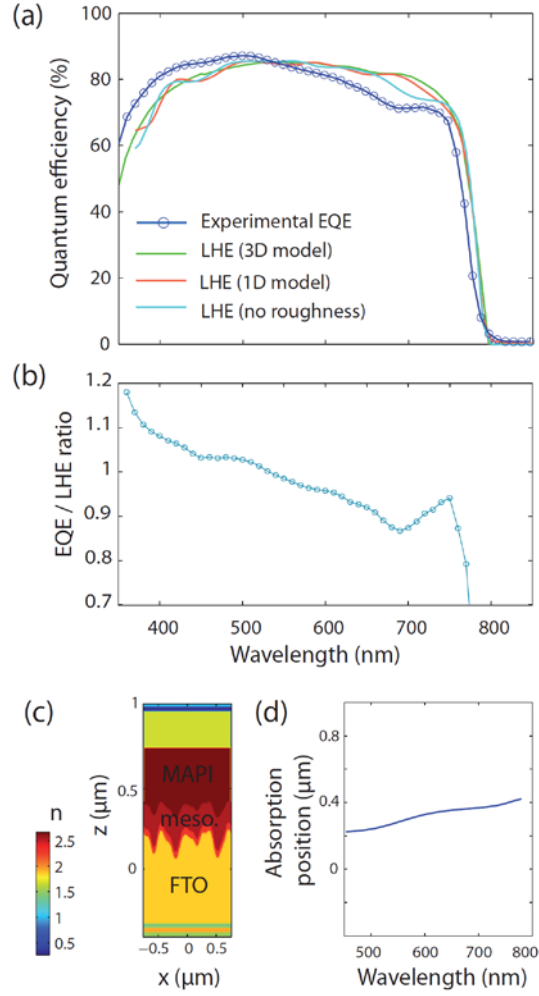 (a)
100
80
60
40
20
0
Quantum efficiency (%)
Experimental EQE
LHE (3D model)
LHE (1D model)
LHE (no roughness)
(b)
1.2
1.1
1
0.9
0.8
0.7
EQE / LHE ratio
400 500 600 700 800
Wavelength (nm)
(c)
n
2.5
2
1.5
1
0.5
1
0.5
0
z (μm)
MAPI
meso.
FTO
−0.5 0 0.5
x (μm)
(d)
0.8
0.4
0
Absorption
position (μm)
500 600 700 800
Wavelength (nm)